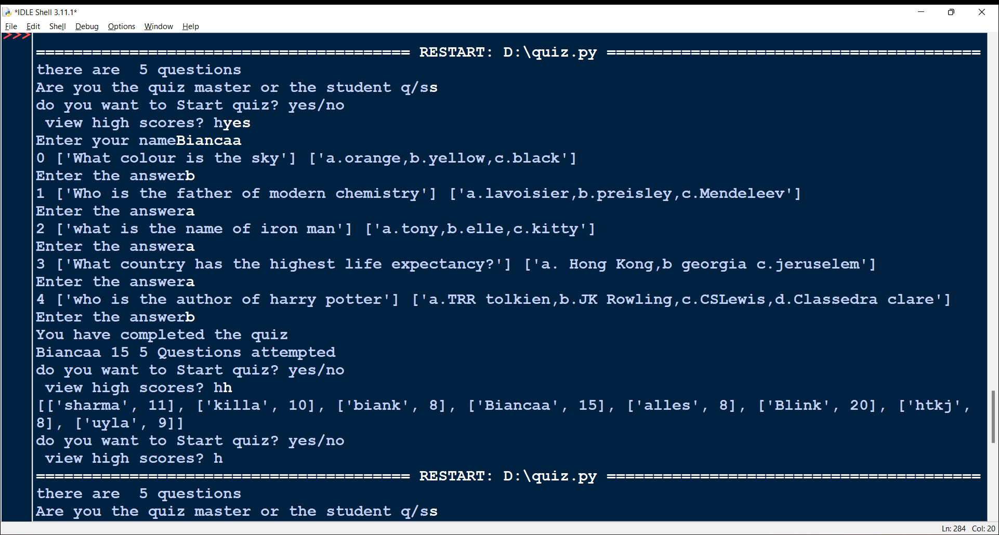 *IDLE Shell 3.11.1*
File Edit Shell Debug Options Window Help
>>>
======================================== RESTART: D:\quiz.py ========================================
there are  5 questions
Are you the quiz master or the student q/ss
do you want to Start quiz? yes/no
 view high scores? hyes
Enter your nameBiancaa
0 ['What colour is the sky'] ['a.orange,b.yellow,c.black']
Enter the answerb
1 ['Who is the father of modern chemistry'] ['a.lavoisier,b.preisley,c.Mendeleev']
Enter the answera
2 ['what is the name of iron man'] ['a.tony,b.elle,c.kitty']
Enter the answera
3 ['What country has the highest life expectancy?'] ['a. Hong Kong,b georgia c.jeruselem']
Enter the answera
4 ['who is the author of harry potter'] ['a.TRR tolkien,b.JK Rowling,c.CSLewis,d.Classedra clare']
Enter the answerb
You have completed the quiz
Biancaa 15 5 Questions attempted
do you want to Start quiz? yes/no
 view high scores? hh
[['sharma', 11], ['killa', 10], ['biank', 8], ['Biancaa', 15], ['alles', 8], ['Blink', 20], ['htkj',
8], ['uyla', 9]]
do you want to Start quiz? yes/no
 view high scores? h
======================================== RESTART: D:\quiz.py ========================================
there are  5 questions
Are you the quiz master or the student q/ss
Ln: 284 Col: 20